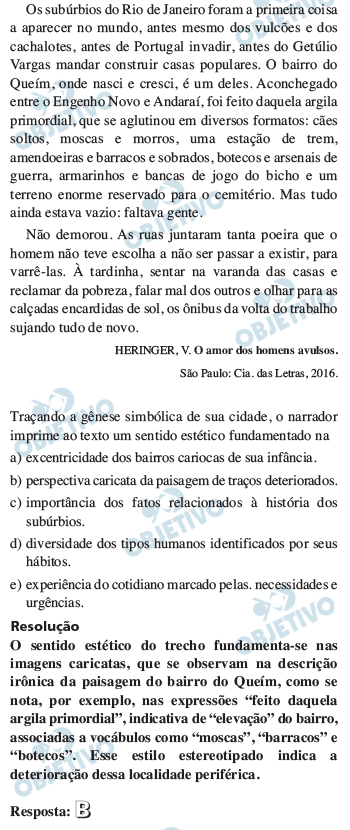 Os subúrbios do Rio de Janeiro foram a primeira coisa
a aparecer no mundo, antes mesmo dos vulcões e dos
cachalotes, antes de Portugal invadir, antes do Getúlio
Vargas mandar construir casas populares. O bairro do
Queím, onde nasci e cresci, é um deles. Aconchegado
entre o Engenho Novo e Andaraí, foi feito daquela argila
primordial, que se aglutinou em diversos formatos: cães
soltos, moscas e morros, uma estação de trem,
amendoeiras e barracos e sobrados, botecos e arsenais de
guerra, armarinhos e bancas de jogo do bicho e um
terreno enorme reservado para o cemitério. Mas tudo
ainda estava vazio: faltava gente.
Não demorou. As ruas juntaram tanta poeira que o
homem não teve escolha a não ser passar a existir, para
varrê-las. À tardinha, sentar na varanda das casas e
reclamar da pobreza, falar mal dos outros e olhar para as
calçadas encardidas de sol, os ônibus da volta do trabalho
sujando tudo de novo.
HERINGER, V. O amor dos homens avulsos.
São Paulo: Cia. das Letras, 2016.
Traçando a gênese simbólica de sua cidade, o narrador
imprime ao texto um sentido estético fundamentado na
a) excentricidade dos bairros cariocas de sua infância.
b) perspectiva caricata da paisagem de traços deteriorados.
c) importância dos fatos relacionados à história dos
subúrbios.
d) diversidade dos tipos humanos identificados por seus
hábitos.
e) experiência do cotidiano marcado pelas. necessidades e
urgências.
Resolução
O sentido estético do trecho fundamenta-se nas
imagens caricatas, que se observam na descrição
irônica da paisagem do bairro do Queím, como se
nota, por exemplo, nas expressões “feito daquela
argila primordial”, indicativa de “elevação” do bairro,
associadas a vocábulos como “moscas”, “barracos” e
“botecos”. Esse estilo estereotipado indica a
deterioração dessa localidade periférica.
Resposta: B